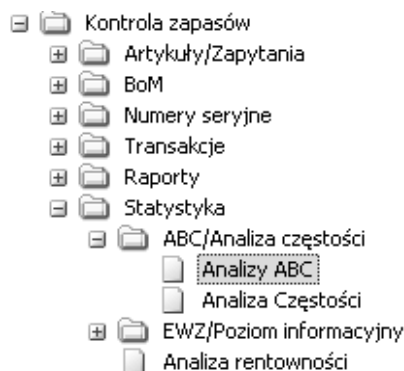 Kontrola zapasów
Artykuły/Zapytania
BoM
Numery seryjne
Transakcje
Raporty
Statystyka
ABC/Analiza częstości
Analizy ABC
Analiza Częstości
EWZ/Poziom informacyjny
Analiza rentowności